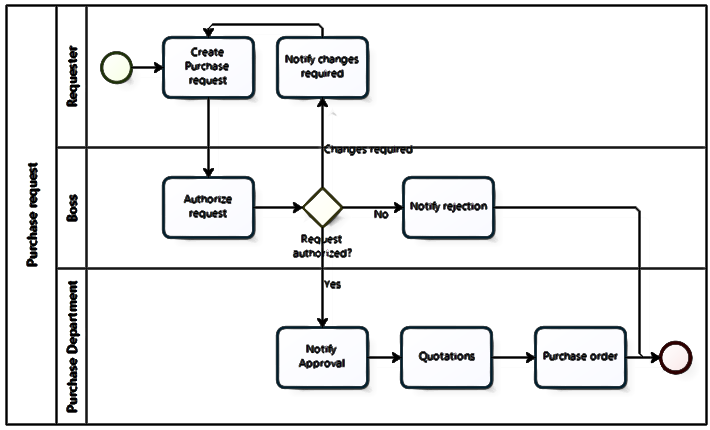 Purchase request
Requester
Create
Purchase
request
Notify changes
required
Changes required
Boss
Authorize
request
Request
authorized?
No
Notify rejection
Yes
Purchase Department
Notify
Approval
Quotations
Purchase order